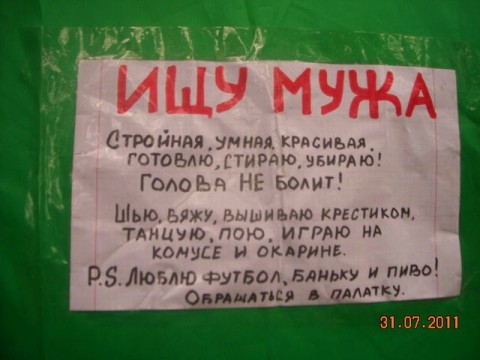 ИЩУ МУЖА
СТРОЙНАЯ, УМНАЯ, КРАСИВАЯ,
ГОТОВЛЮ, СТИРАЮ, УБИРАЮ!
ГОЛОВА НЕ БОЛИТ!
ШЬЮ, ВЯЖУ, ВЫШИВАЮ КРЕСТИКОМ,
ТАНЦУЮ, ПОЮ, ИГРАЮ НА
КОМУСЕ И ОКАРИНЕ.
P.S. ЛЮБЛЮ ФУТБОЛ, БАНЬКУ И ПИВО!
ОБРАЩАТЬСЯ В ПАЛАТКУ.
31.07.2011